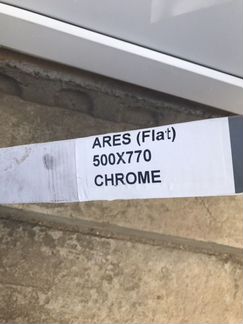 ARES (Flat)
500X770
CHROME